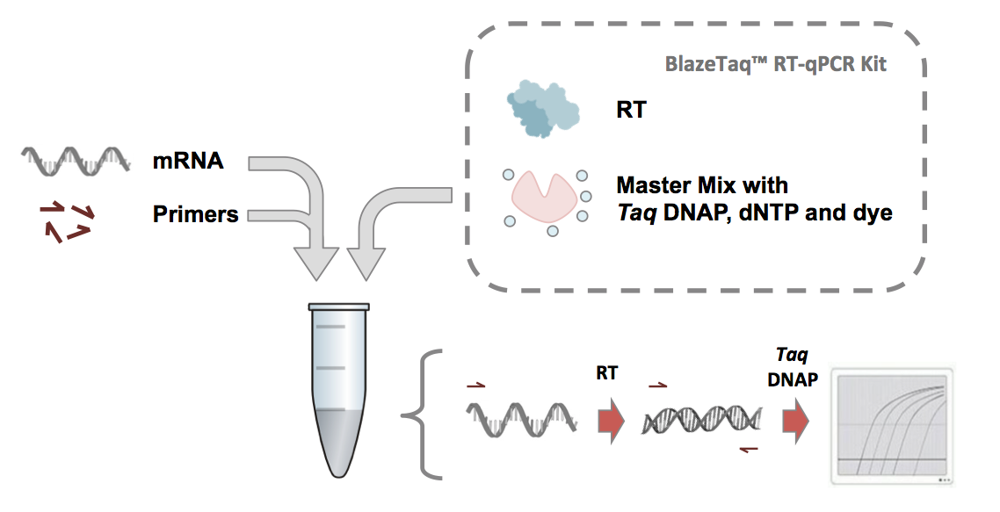 BlazeTaq™ RT-qPCR Kit
RT
mRNA
Primers
Master Mix with
Taq DNAP, dNTP and dye
RT
Taq
DNAP